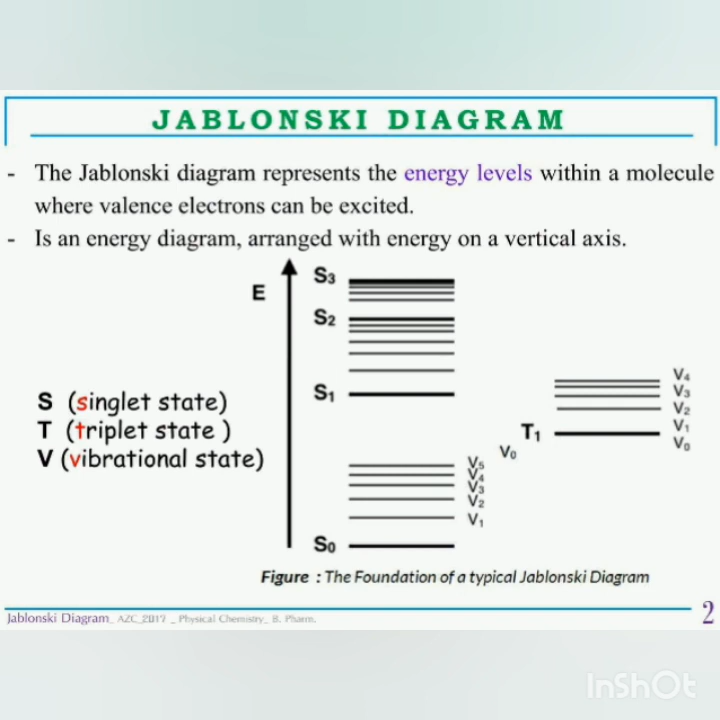 JABLONSKI DIAGRAM
- The Jablonski diagram represents the energy levels within a molecule
where valence electrons can be excited.
- Is an energy diagram, arranged with energy on a vertical axis.
E
S3
S2
S1
S0
S (singlet state)
T (triplet state )
V (vibrational state)
V5
V4
V3
V2
V1
V0
T1
V4
V3
V2
V1
V0
Figure : The Foundation of a typical Jablonski Diagram
Jablonski Diagram_ AZC_2017 _ Physical Chemistry_ B. Pharm.
2
InShOt